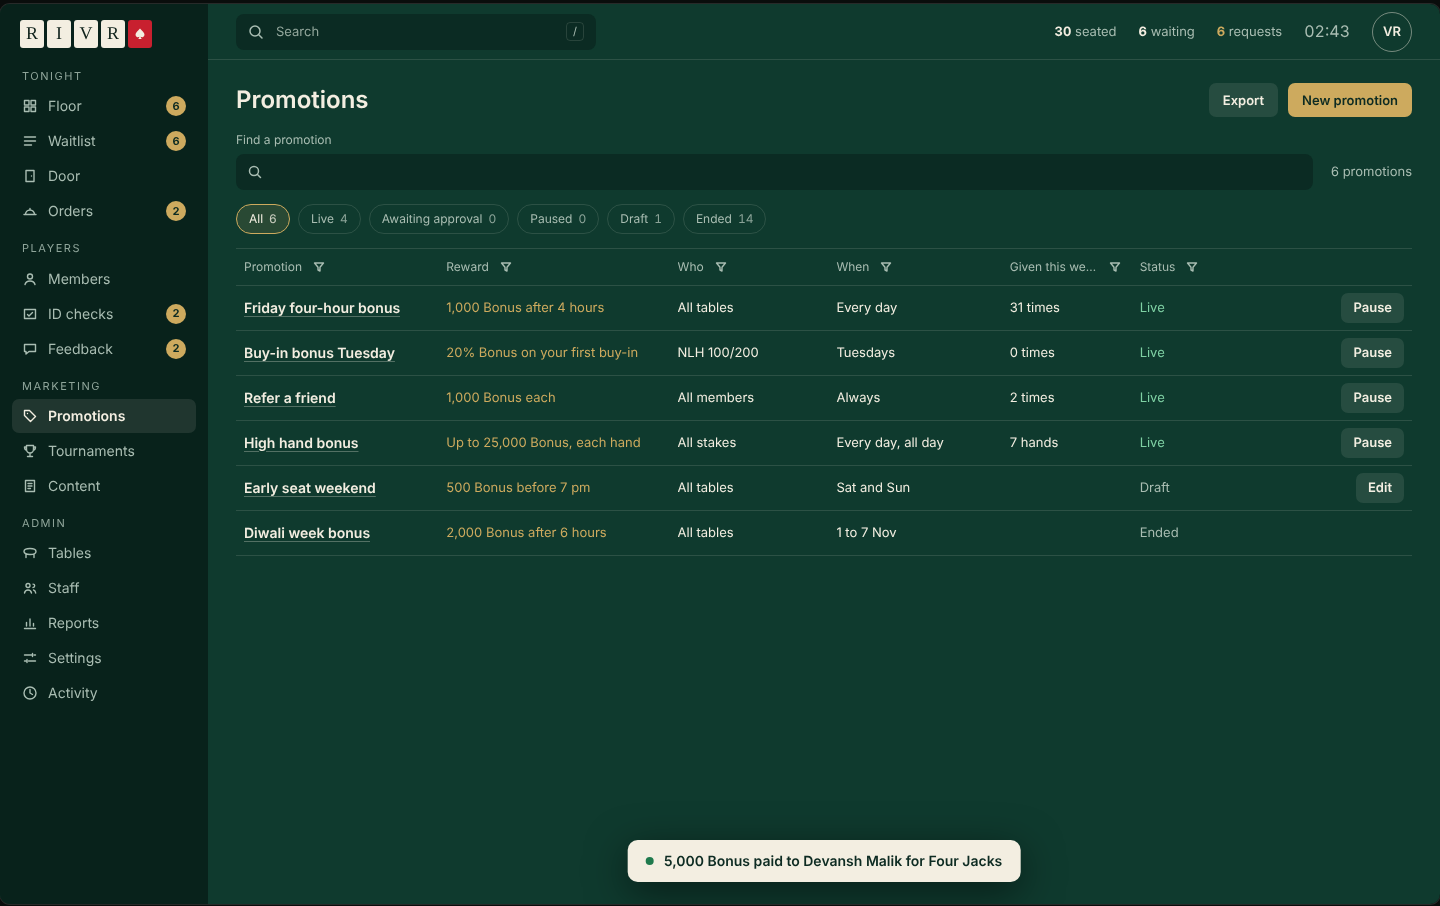 RIVR
Search /
30 seated 6 waiting 6 requests 02:43 VR
TONIGHT
Floor 6
Waitlist 6
Door
Orders 2
PLAYERS
Members
ID checks 2
Feedback 2
MARKETING
Promotions
Tournaments
Content
ADMIN
Tables
Staff
Reports
Settings
Activity
Promotions
Export New promotion
Find a promotion
6 promotions
All 6 Live 4 Awaiting approval 0 Paused 0 Draft 1 Ended 14
Promotion Reward Who When Given this we... Status
Friday four-hour bonus 1,000 Bonus after 4 hours All tables Every day 31 times Live Pause
Buy-in bonus Tuesday 20% Bonus on your first buy-in NLH 100/200 Tuesdays 0 times Live Pause
Refer a friend 1,000 Bonus each All members Always 2 times Live Pause
High hand bonus Up to 25,000 Bonus, each hand All stakes Every day, all day 7 hands Live Pause
Early seat weekend 500 Bonus before 7 pm All tables Sat and Sun Draft Edit
Diwali week bonus 2,000 Bonus after 6 hours All tables 1 to 7 Nov Ended
5,000 Bonus paid to Devansh Malik for Four Jacks